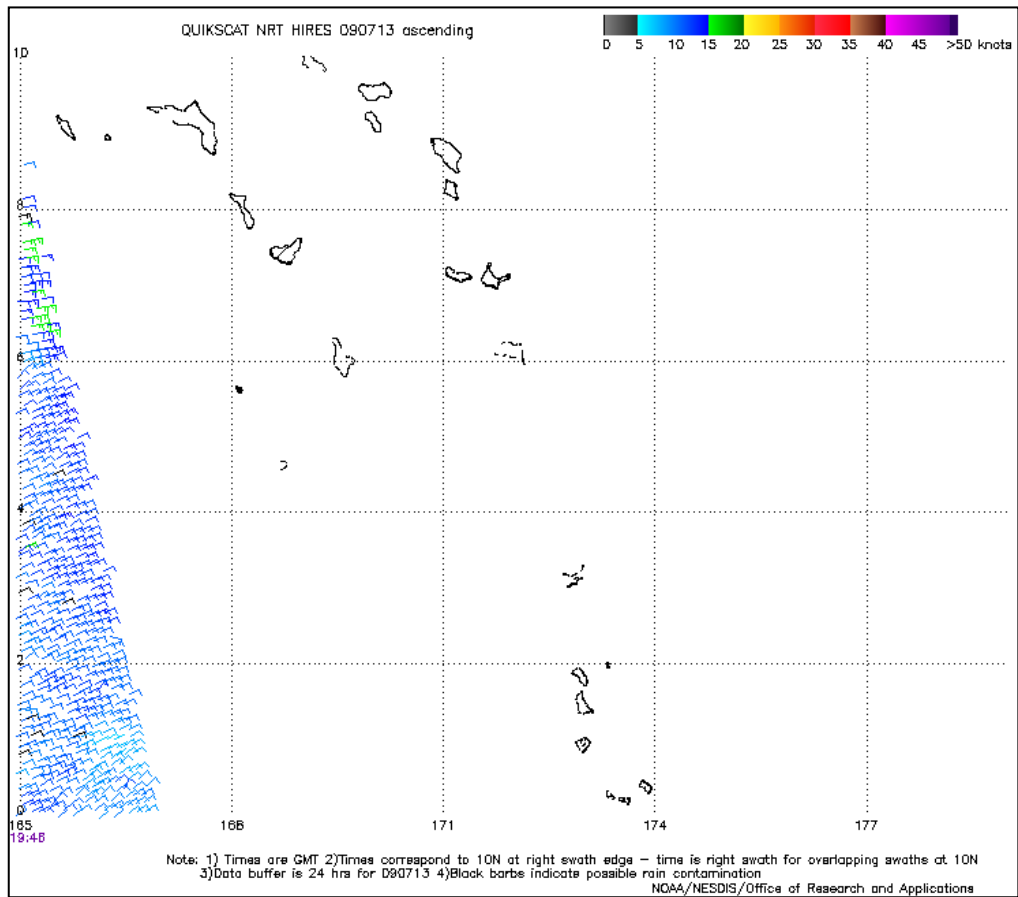 QUIKSCAT NRT HIRES 090713 ascending
0 5 10 15 20 25 30 35 40 45 >50 knots
10
8
6
4
2
0
165 168 171 174 177
19:46
Note: 1) Times are GMT 2)Times correspond to 10N at right swath edge – time is right swath for overlapping swaths at 10N
3)Data buffer is 24 hrs for 090713 4)Black barbs indicate possible rain contamination
NOAA/NESDIS/Office of Research and Applications